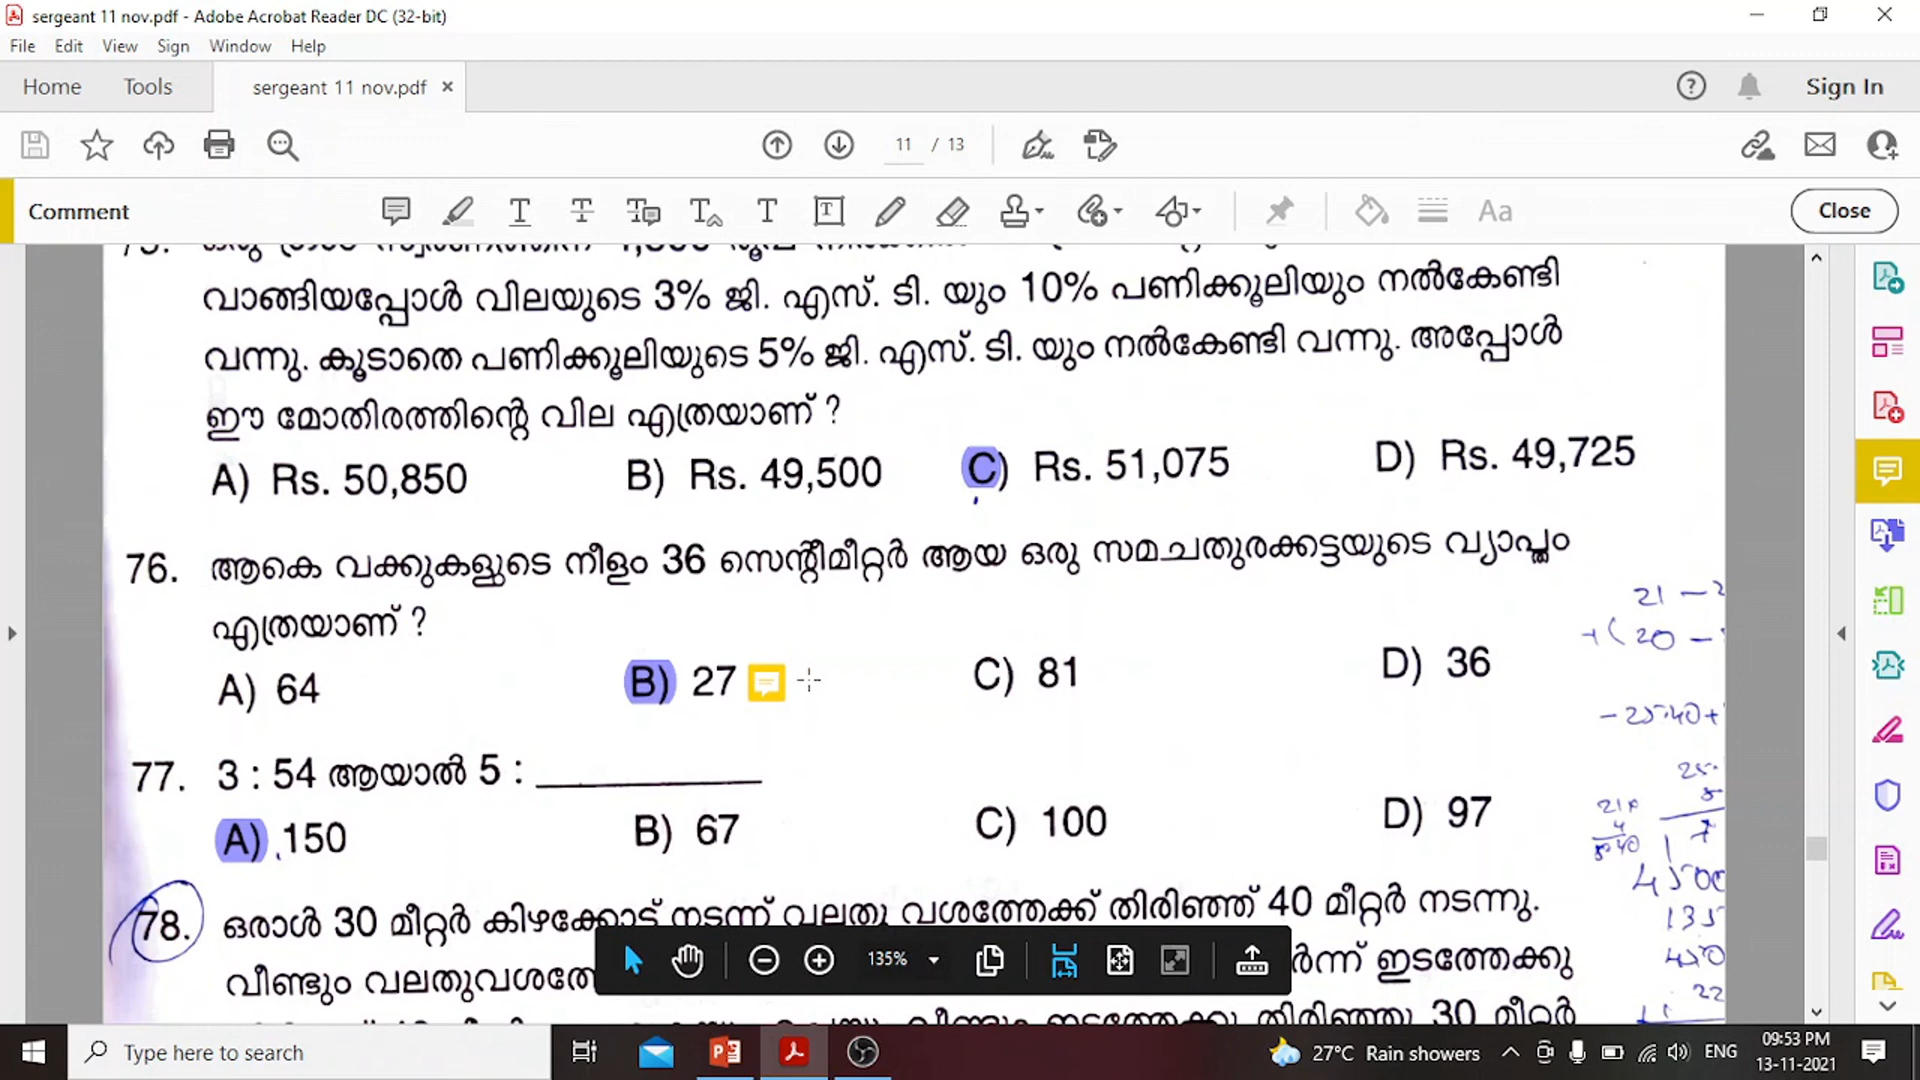 sergeant 11 nov.pdf - Adobe Acrobat Reader DC (32-bit)
File Edit View Sign Window Help
Home Tools sergeant 11 nov.pdf × Sign In
11 / 13
Comment Close
വാങ്ങിയപ്പോൾ വിലയുടെ 3% ജി. എസ്. ടി. യും 10% പണിക്കൂലിയും നൽകേണ്ടി
വന്നു. കൂടാതെ പണിക്കൂലിയുടെ 5% ജി. എസ്. ടി. യും നൽകേണ്ടി വന്നു. അപ്പോൾ
ഈ മോതിരത്തിന്റെ വില എത്രയാണ് ?
A) Rs. 50,850 B) Rs. 49,500 C) Rs. 51,075 D) Rs. 49,725
76. ആകെ വക്കുകളുടെ നീളം 36 സെന്റീമീറ്റർ ആയ ഒരു സമചതുരക്കട്ടയുടെ വ്യാപ്തം
എത്രയാണ് ?
A) 64 B) 27 C) 81 D) 36
77. 3 : 54 ആയാൽ 5 : ____________
A) 150 B) 67 C) 100 D) 97
78. ഒരാൾ 30 മീറ്റർ കിഴക്കോട് നടന്ന് വലതു വശത്തേക്ക് തിരിഞ്ഞ് 40 മീറ്റർ നടന്നു.
വീണ്ടും ഇടത്തേക്കു
30 മീറ്റർ
135%
Type here to search 27°C Rain showers ENG 09:53 PM
13-11-2021